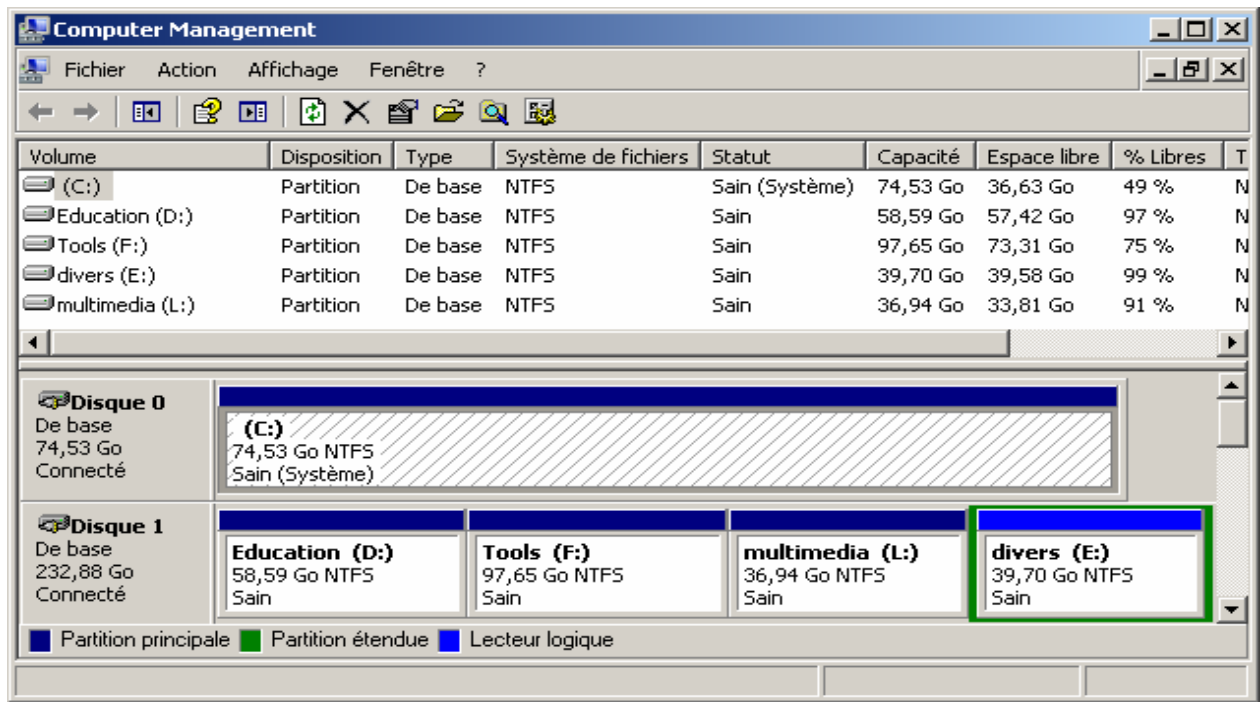 Computer Management
Fichier Action Affichage Fenêtre ?
Volume Disposition Type Système de fichiers Statut Capacité Espace libre % Libres T
(C:) Partition De base NTFS Sain (Système) 74,53 Go 36,63 Go 49 % N
Education (D:) Partition De base NTFS Sain 58,59 Go 57,42 Go 97 % N
Tools (F:) Partition De base NTFS Sain 97,65 Go 73,31 Go 75 % N
divers (E:) Partition De base NTFS Sain 39,70 Go 39,58 Go 99 % N
multimedia (L:) Partition De base NTFS Sain 36,94 Go 33,81 Go 91 % N
Disque 0
De base
74,53 Go
Connecté
(C:)
74,53 Go NTFS
Sain (Système)
Disque 1
De base
232,88 Go
Connecté
Education (D:)
58,59 Go NTFS
Sain
Tools (F:)
97,65 Go NTFS
Sain
multimedia (L:)
36,94 Go NTFS
Sain
divers (E:)
39,70 Go NTFS
Sain
Partition principale Partition étendue Lecteur logique